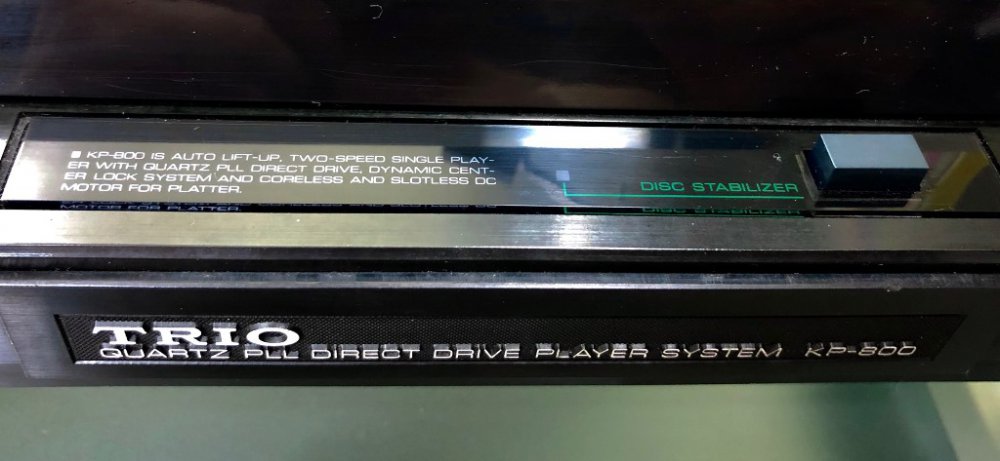 ■ KP-800 IS AUTO LIFT-UP, TWO-SPEED SINGLE PLAY-
ER WITH QUARTZ PLL DIRECT DRIVE, DYNAMIC CENT-
ER LOCK SYSTEM AND CORELESS AND SLOTLESS DC
MOTOR FOR PLATTER.
DISC STABILIZER
TRIO
QUARTZ PLL DIRECT DRIVE PLAYER SYSTEM KP-800